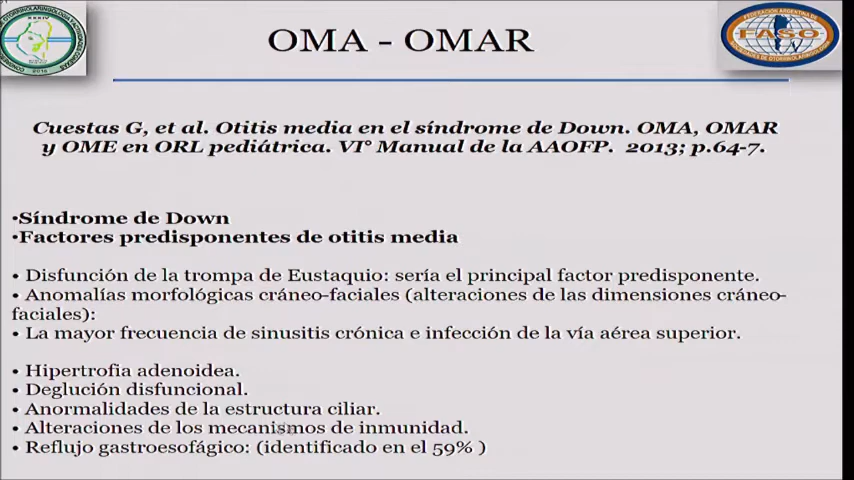 OMA - OMAR
FASO
Cuestas G, et al. Otitis media en el síndrome de Down. OMA, OMAR
y OME en ORL pediátrica. VI° Manual de la AAOFP. 2013; p.64-7.
•Síndrome de Down
•Factores predisponentes de otitis media
• Disfunción de la trompa de Eustaquio: sería el principal factor predisponente.
• Anomalías morfológicas cráneo-faciales (alteraciones de las dimensiones cráneo-
faciales):
• La mayor frecuencia de sinusitis crónica e infección de la vía aérea superior.
• Hipertrofia adenoidea.
• Deglución disfuncional.
• Anormalidades de la estructura ciliar.
• Alteraciones de los mecanismos de inmunidad.
• Reflujo gastroesofágico: (identificado en el 59% )